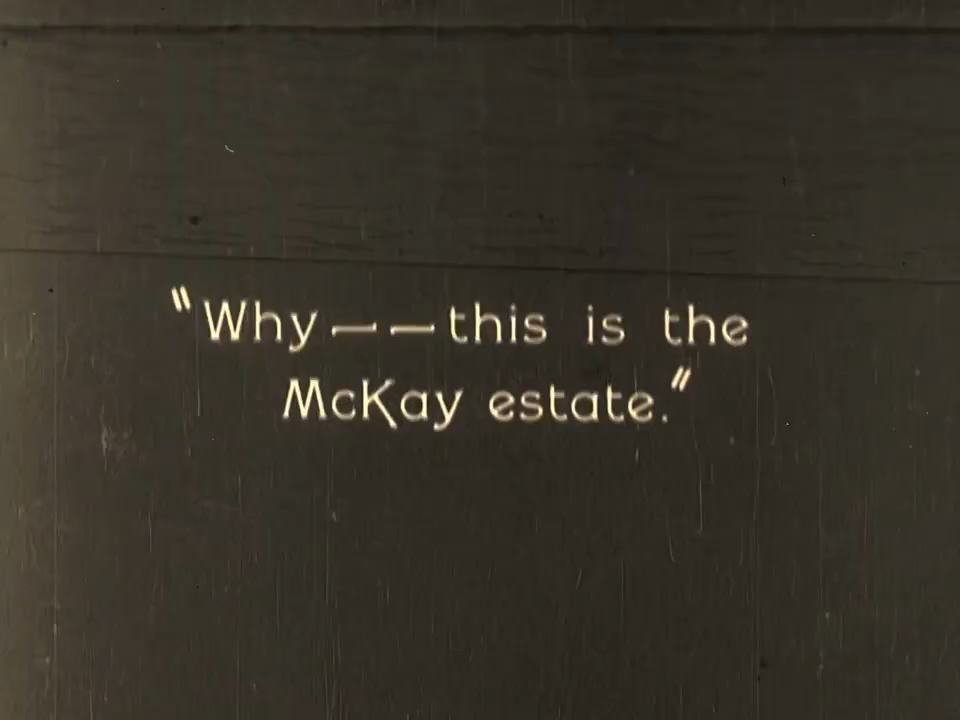 "Why — — this is the
McKay estate."